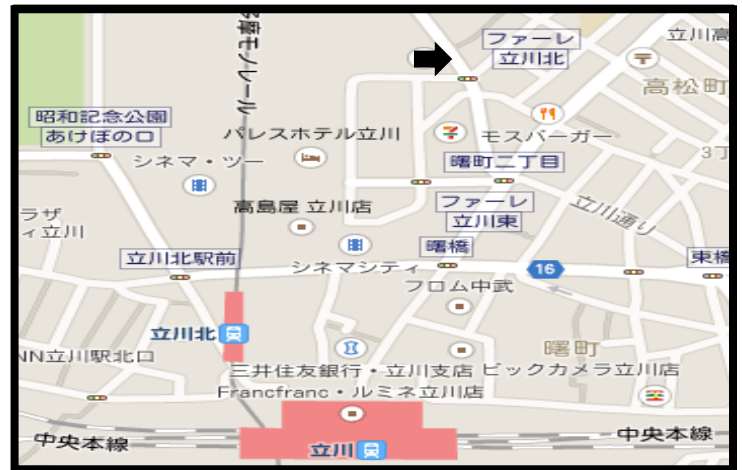 多摩モノレール
ファーレ
立川北
立川高
高松町
昭和記念公園
あけぼの口
パレスホテル立川
モスバーガー
シネマ・ツー
曙町二丁目
3丁
高島屋 立川店
ファーレ
立川東
立川通り
ラザ
ィ立川
立川北駅前
曙橋
東橋
シネマシティ
16
フロム中武
立川北
NN立川駅北口
曙町
三井住友銀行・立川支店
ビックカメラ立川店
Francfranc・ルミネ立川店
中央本線
中央本線
立川